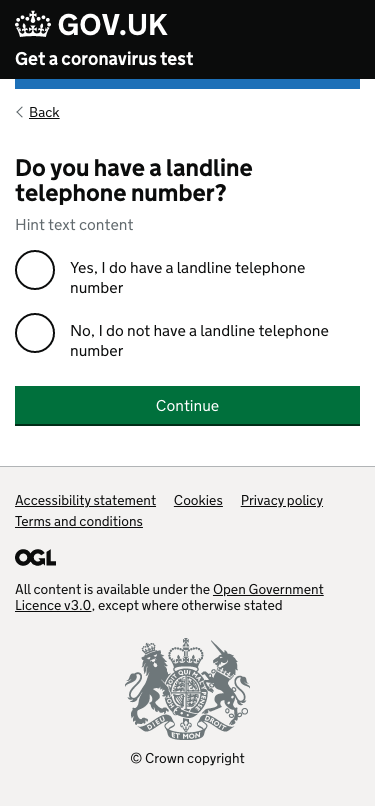 GOV.UK
Get a coronavirus test
Back
Do you have a landline
telephone number?
Hint text content
Yes, I do have a landline telephone
number
No, I do not have a landline telephone
number
Continue
Accessibility statement Cookies Privacy policy
Terms and conditions
OGL
All content is available under the Open Government
Licence v3.0, except where otherwise stated
DIEU ET MON DROIT
© Crown copyright